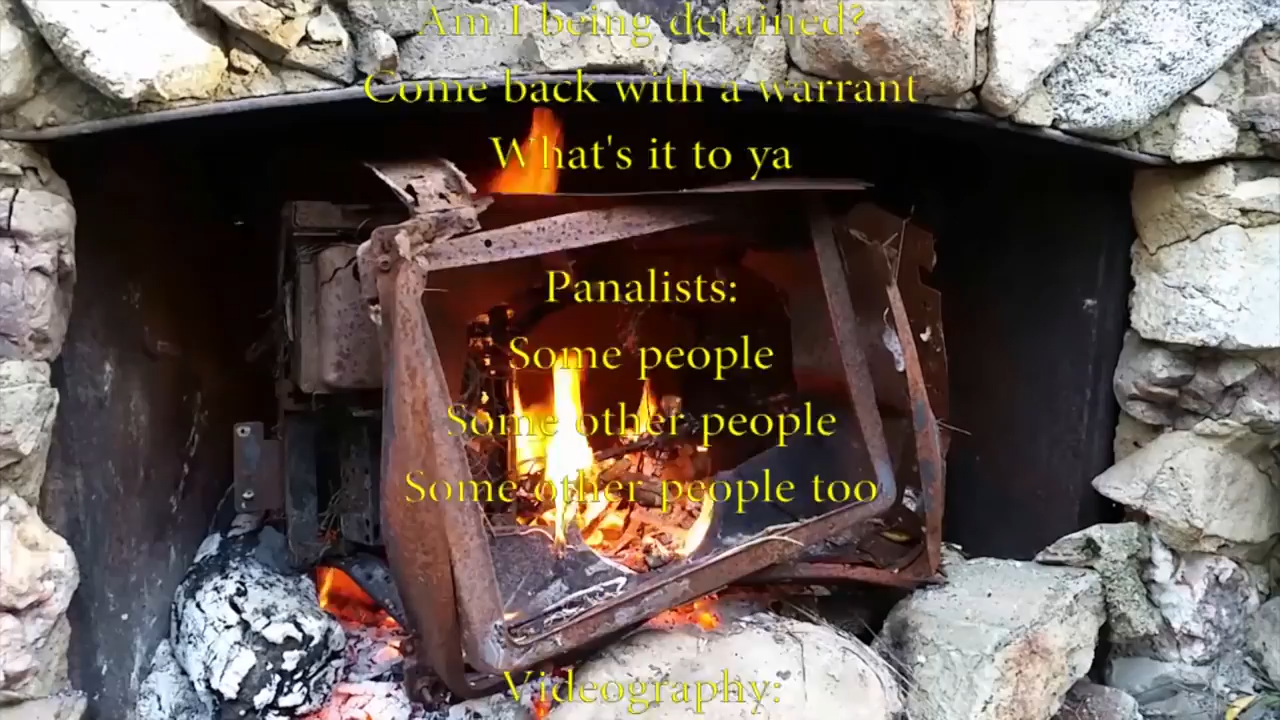 Am I being detained?
Come back with a warrant
What's it to ya
Panalists:
Some people
Some other people
Some other people too
Videography: